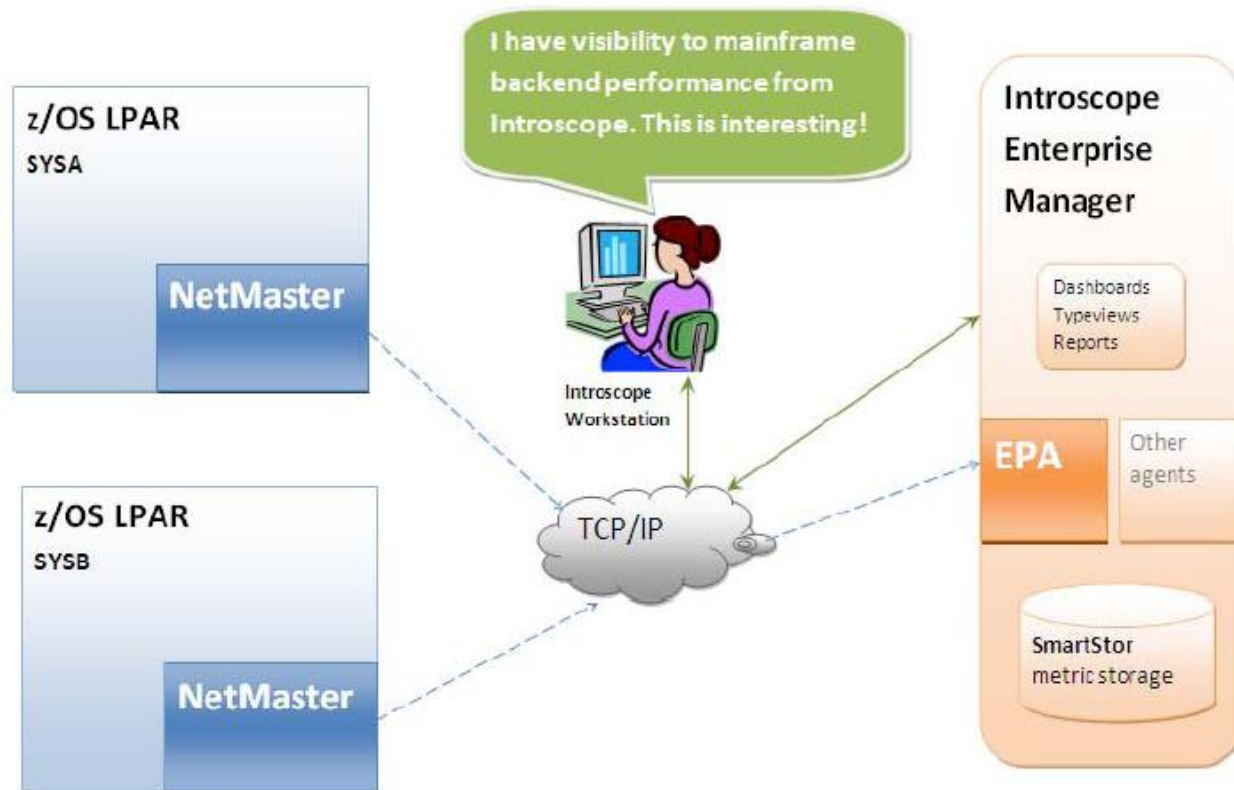 I have visibility to mainframe
backend performance from
Introscope. This is interesting!
z/OS LPAR
SYSA
NetMaster
Introscope
Workstation
z/OS LPAR
SYSB
NetMaster
TCP/IP
Introscope
Enterprise
Manager
Dashboards
Typeviews
Reports
EPA
Other
agents
SmartStor
metric storage